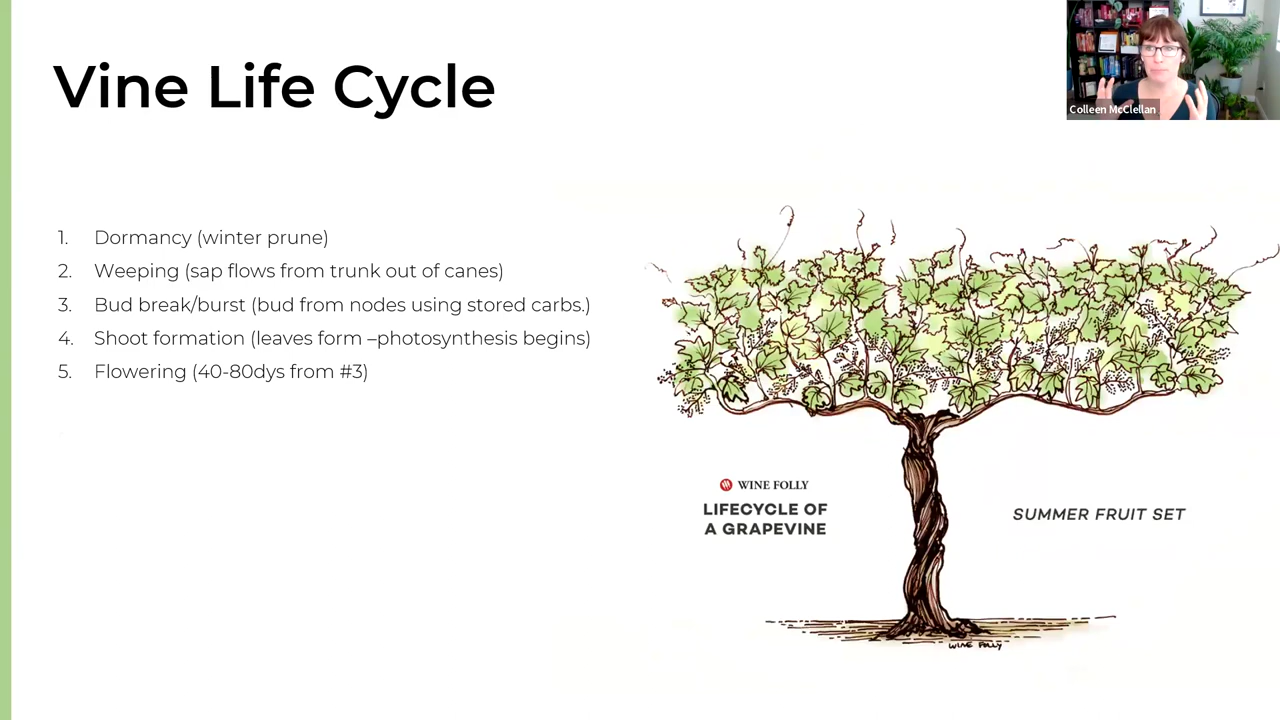 Vine Life Cycle
Colleen McClellan
1. Dormancy (winter prune)
2. Weeping (sap flows from trunk out of canes)
3. Bud break/burst (bud from nodes using stored carbs.)
4. Shoot formation (leaves form –photosynthesis begins)
5. Flowering (40-80dys from #3)
WINE FOLLY
LIFECYCLE OF
A GRAPEVINE
SUMMER FRUIT SET
WINE FOLLY